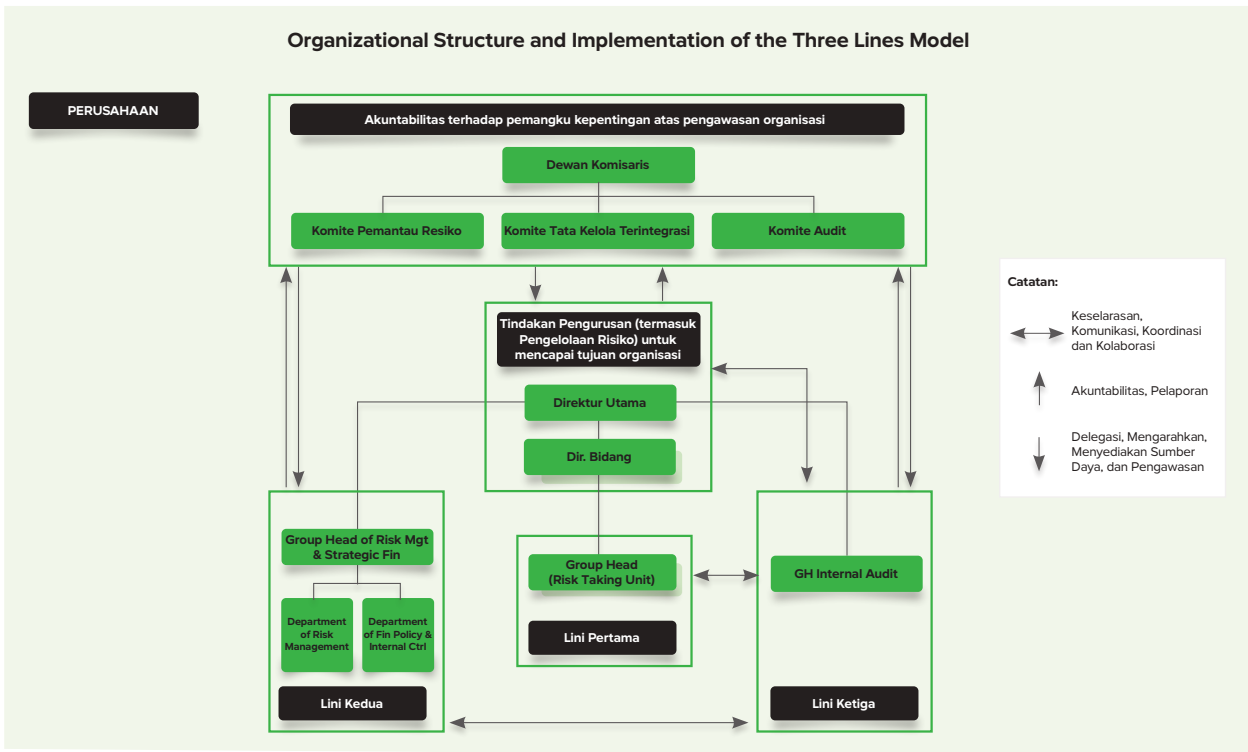 Organizational Structure and Implementation of the Three Lines Model
PERUSAHAAN
Akuntabilitas terhadap pemangku kepentingan atas pengawasan organisasi
Dewan Komisaris
Komite Pemantau Resiko
Komite Tata Kelola Terintegrasi
Komite Audit
Tindakan Pengurusan (termasuk
Pengelolaan Risiko) untuk
mencapai tujuan organisasi
Direktur Utama
Dir. Bidang
Group Head of Risk Mgt
& Strategic Fin
Department
of Risk
Management
Department
of Fin Policy &
Internal Ctrl
Lini Kedua
Group Head
(Risk Taking Unit)
Lini Pertama
GH Internal Audit
Lini Ketiga
Catatan:
Keselarasan,
Komunikasi, Koordinasi
dan Kolaborasi
Akuntabilitas, Pelaporan
Delegasi, Mengarahkan,
Menyediakan Sumber
Daya, dan Pengawasan